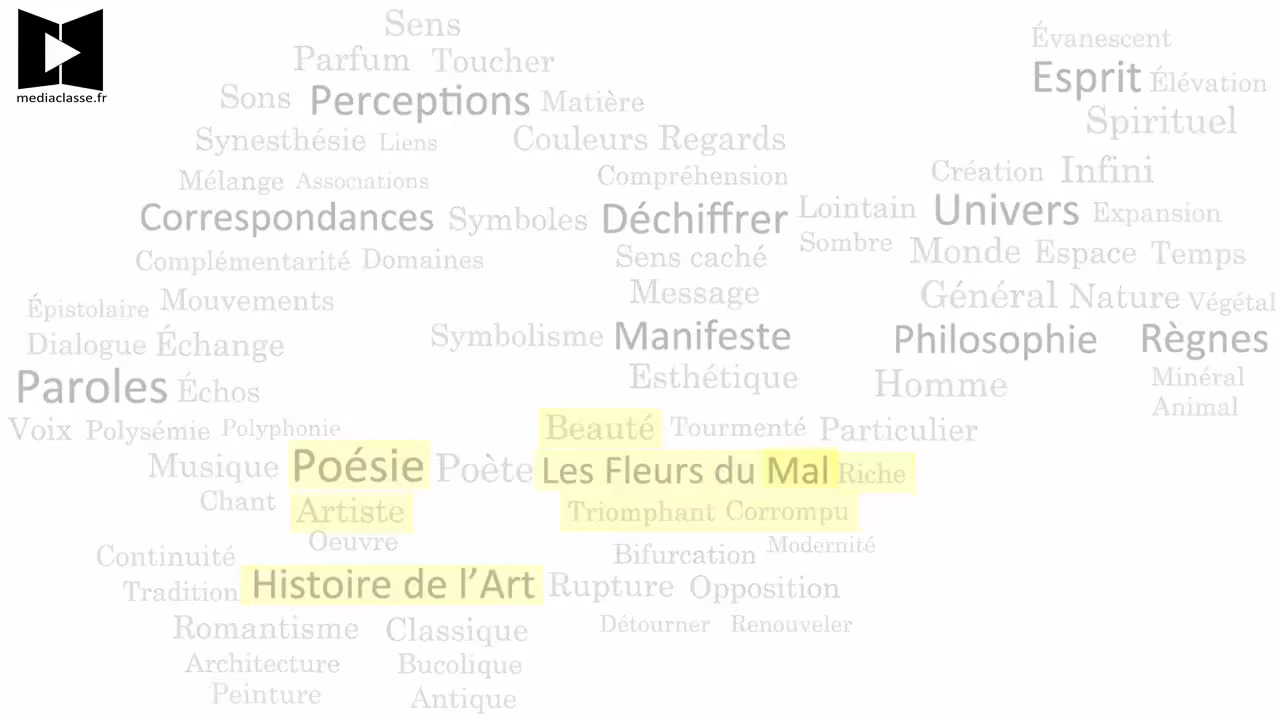 mediaclasse.fr
Sens
Parfum Toucher
Sons Perceptions Matière
Synesthésie Liens
Couleurs Regards
Mélange Associations
Compréhension
Correspondances Symboles Déchiffrer
Complémentarité Domaines
Sens caché
Message
Évanescent
Esprit Élévation
Spirituel
Création Infini
Lointain Univers Expansion
Sombre Monde Espace Temps
Général Nature Végétal
Philosophie Règnes
Homme
Minéral
Animal
Épistolaire Mouvements
Dialogue Échange
Paroles Échos
Voix Polysémie Polyphonie
Symbolisme Manifeste
Esthétique
Beauté Tourmenté Particulier
Musique Poésie Poète Les Fleurs du Mal Riche
Chant Artiste
Oeuvre
Triomphant Corrompu
Bifurcation Modernité
Continuité
Tradition Histoire de l’Art Rupture Opposition
Romantisme Classique
Détourner Renouveler
Architecture Bucolique
Peinture Antique